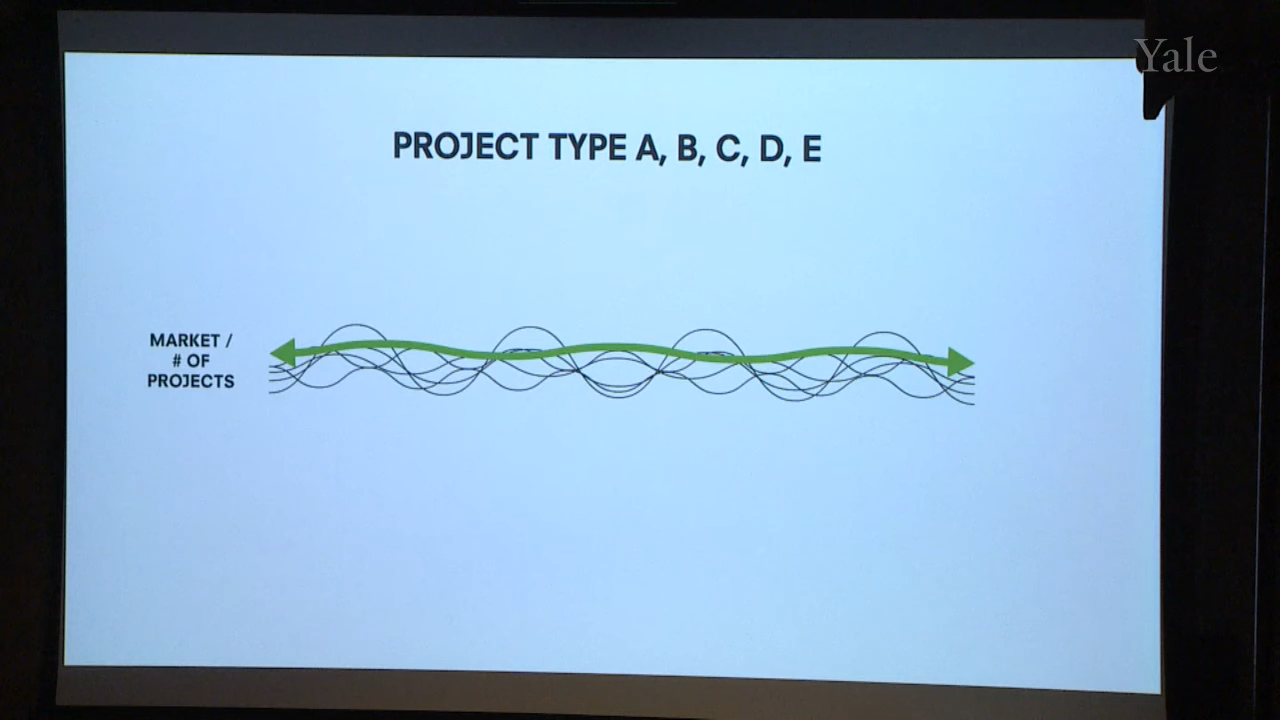 Yale
PROJECT TYPE A, B, C, D, E
MARKET /
# OF
PROJECTS